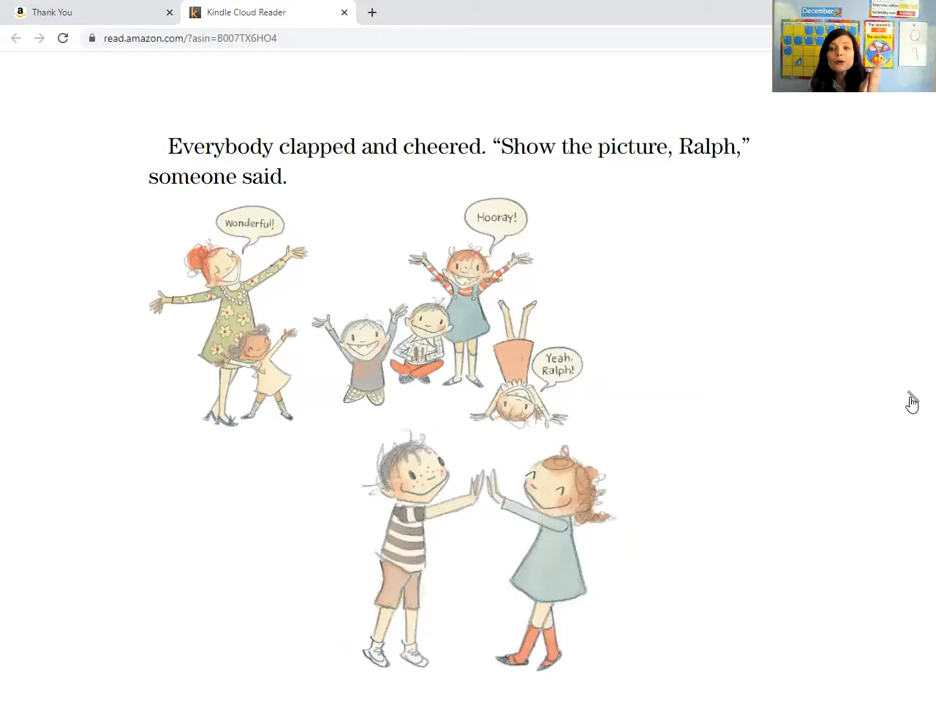 Thank You
Kindle Cloud Reader
read.amazon.com/?asin=B007TX6HO4
December
Q
9
Everybody clapped and cheered. “Show the picture, Ralph,”
someone said.
Wonderful!
Hooray!
Yeah,
Ralph!